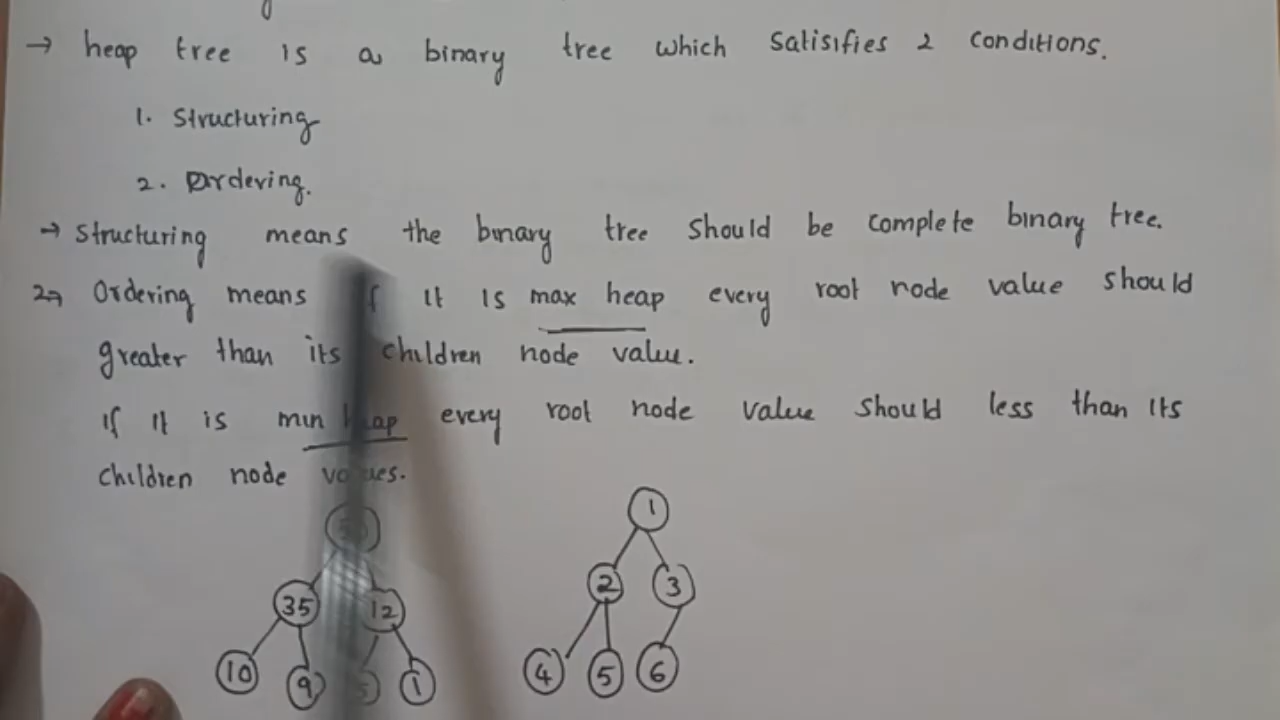 → heap tree is a binary tree which satisifies 2 conditions.
1. Structuring
2. Ordering.
→ Structuring means the binary tree should be complete binary tree.
2→ Ordering means if it is max heap every root node value should
greater than its children node value.
if it is min heap every root node value should less than its
children node values.
1
35 12 2 3
10 9 5 1 4 5 6